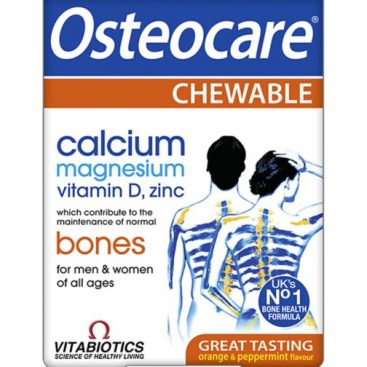 Osteocare®
CHEWABLE
calcium
magnesium
vitamin D, zinc
which contribute to the
maintenance of normal
bones
for men & women
of all ages
UK's
Nº1
BONE HEALTH
FORMULA
VITABIOTICS
SCIENCE OF HEALTHY LIVING
GREAT TASTING
orange & peppermint flavour